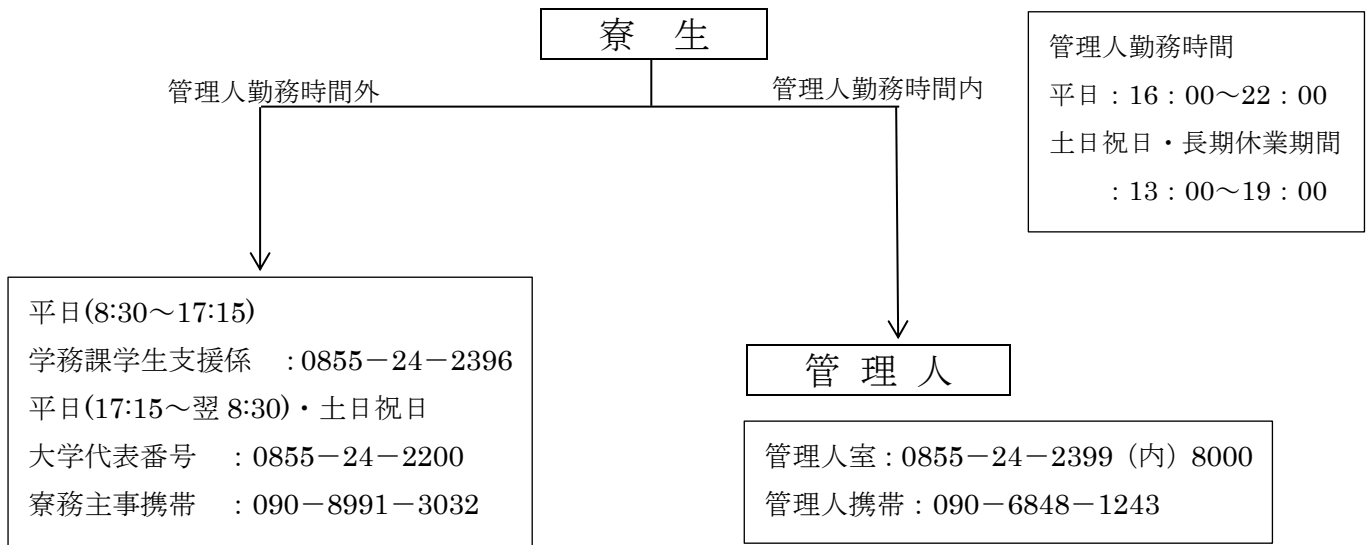 寮 生
管理人勤務時間外
管理人勤務時間内
管理人勤務時間
平日：16：00～22：00
土日祝日・長期休業期間
：13：00～19：00
平日(8:30～17:15)
学務課学生支援係 ：0855－24－2396
平日(17:15～翌 8:30)・土日祝日
大学代表番号 ：0855－24－2200
寮務主事携帯 ：090－8991－3032
管 理 人
管理人室：0855－24－2399（内）8000
管理人携帯：090－6848－1243